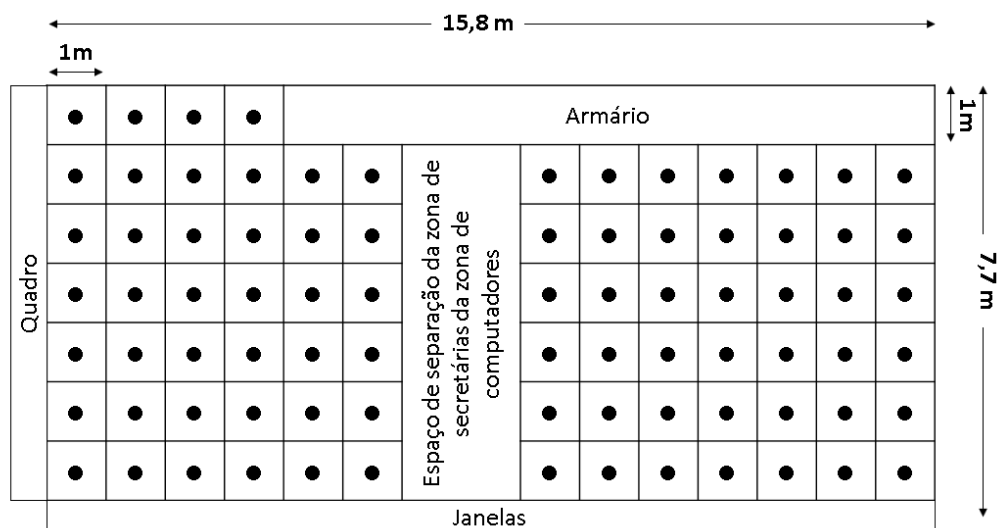 15,8 m
1m
Armário
1m
Quadro
Espaço de separação da zona de
secretárias da zona de
computadores
7,7 m
Janelas